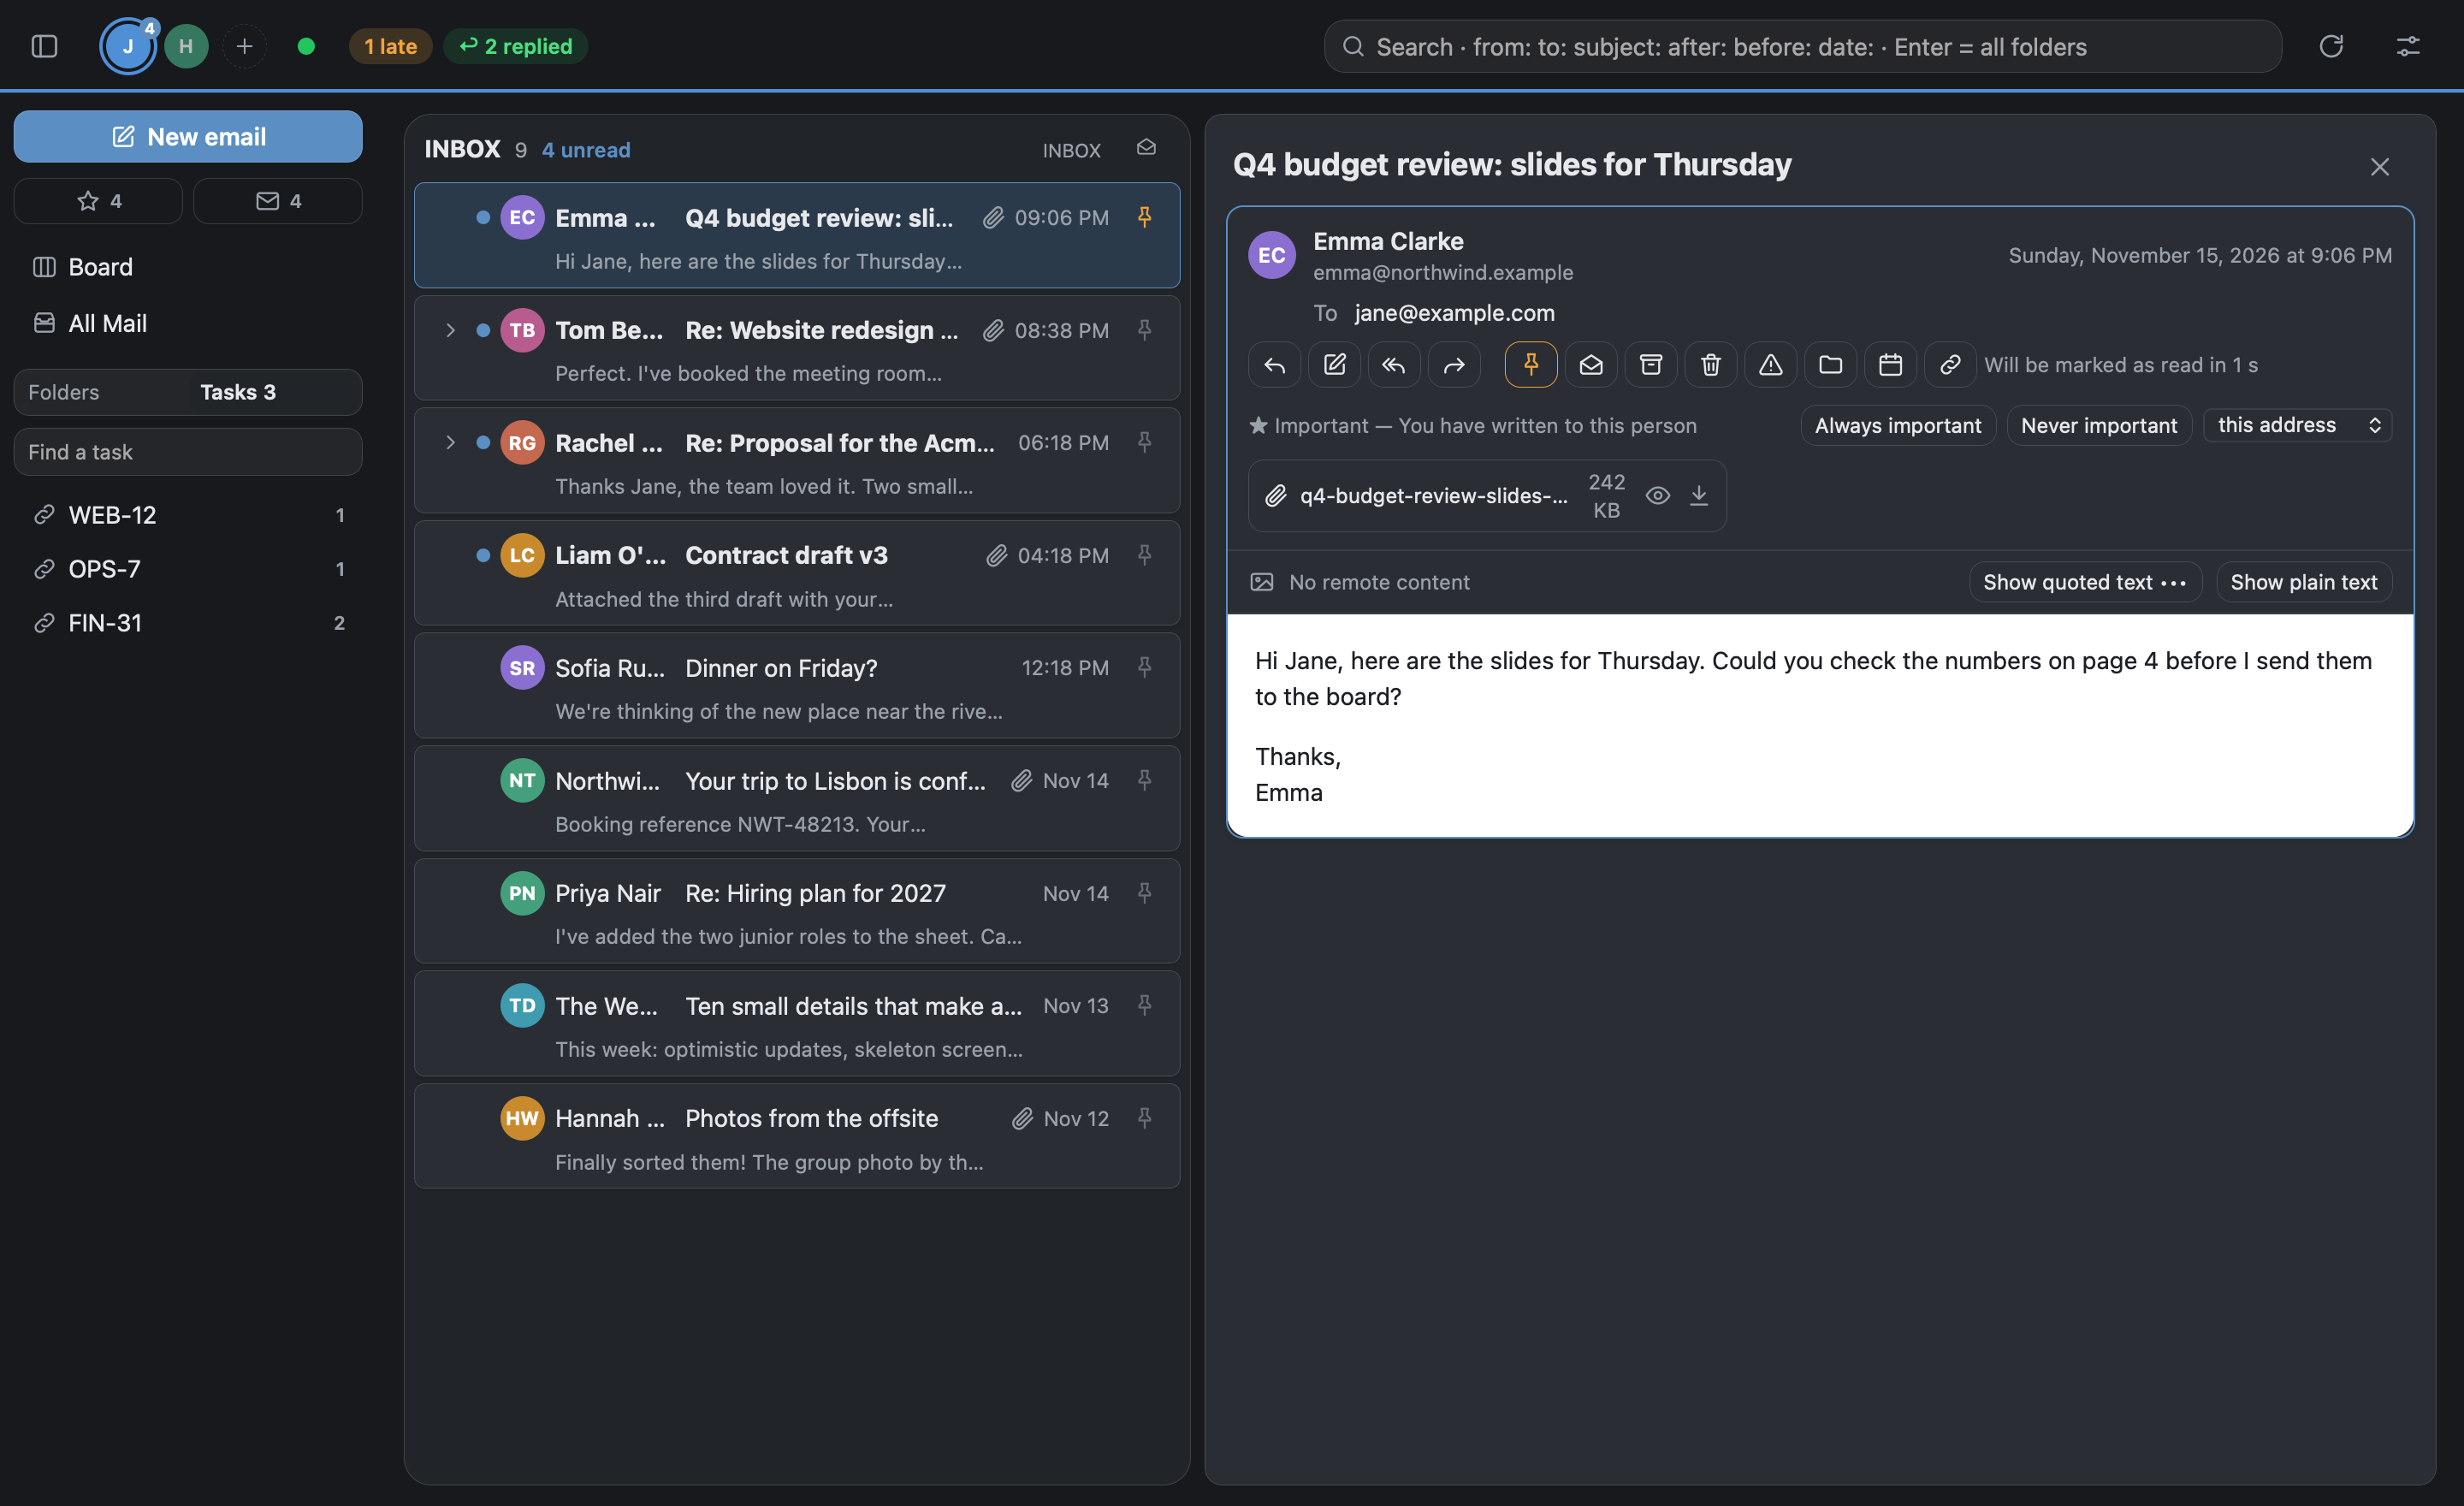 J 4 H 1 late 2 replied Search · from: to: subject: after: before: date: · Enter = all folders
New email
4 4
Board
All Mail
Folders Tasks 3
Find a task
WEB-12 1
OPS-7 1
FIN-31 2
INBOX 9 4 unread INBOX
EC Emma ... Q4 budget review: sli... 09:06 PM
Hi Jane, here are the slides for Thursday...
TB Tom Be... Re: Website redesign ... 08:38 PM
Perfect. I've booked the meeting room...
RG Rachel ... Re: Proposal for the Acm... 06:18 PM
Thanks Jane, the team loved it. Two small...
LC Liam O'... Contract draft v3 04:18 PM
Attached the third draft with your...
SR Sofia Ru... Dinner on Friday? 12:18 PM
We're thinking of the new place near the rive...
NT Northwi... Your trip to Lisbon is conf... Nov 14
Booking reference NWT-48213. Your...
PN Priya Nair Re: Hiring plan for 2027 Nov 14
I've added the two junior roles to the sheet. Ca...
TD The We... Ten small details that make a... Nov 13
This week: optimistic updates, skeleton screen...
HW Hannah ... Photos from the offsite Nov 12
Finally sorted them! The group photo by th...
Q4 budget review: slides for Thursday
EC Emma Clarke
emma@northwind.example
Sunday, November 15, 2026 at 9:06 PM
To jane@example.com
Will be marked as read in 1 s
Important — You have written to this person Always important Never important this address
q4-budget-review-slides-... 242 KB
No remote content Show quoted text ••• Show plain text
Hi Jane, here are the slides for Thursday. Could you check the numbers on page 4 before I send them
to the board?
Thanks,
Emma